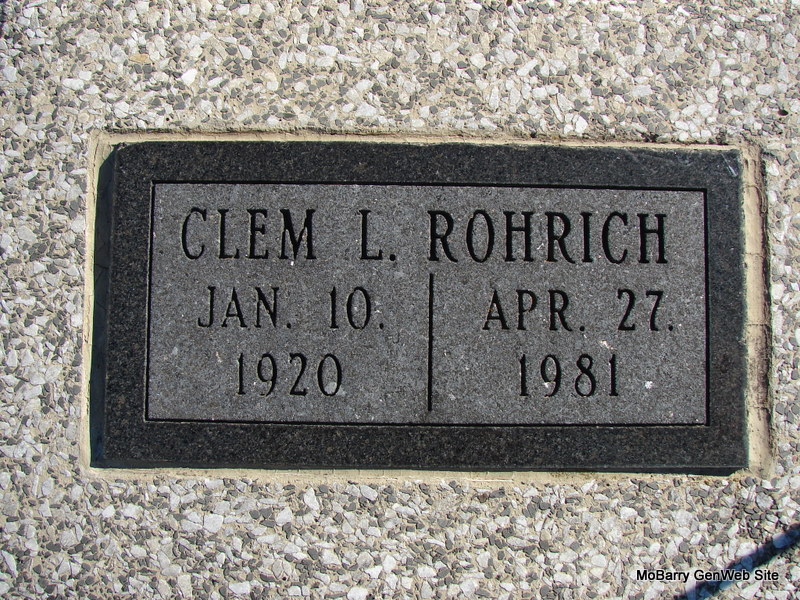 CLEM L. ROHRICH
JAN. 10. APR. 27.
1920 1981
MoBarry GenWeb Site